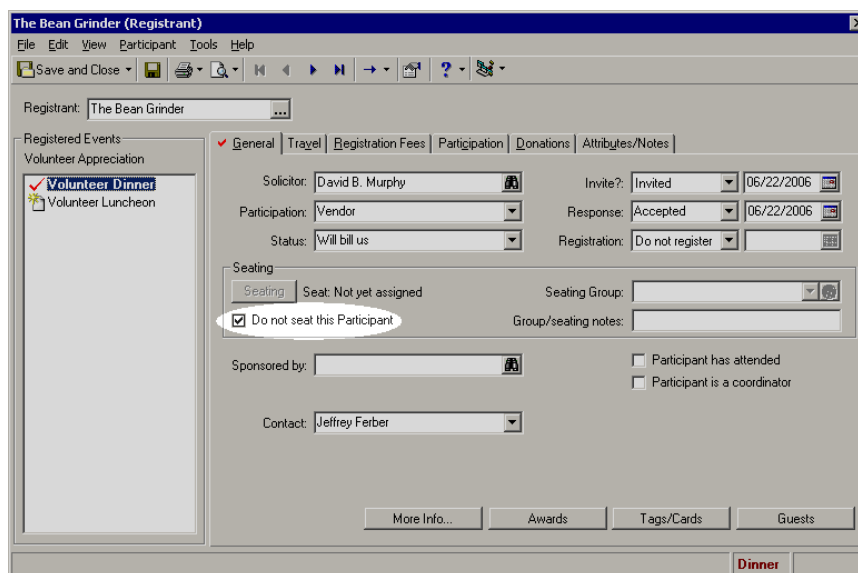 The Bean Grinder (Registrant)
File Edit View Participant Tools Help
Save and Close
Registrant: The Bean Grinder
Registered Events
Volunteer Appreciation
Volunteer Dinner
Volunteer Luncheon
General Travel Registration Fees Participation Donations Attributes/Notes
Solicitor: David B. Murphy Invite?: Invited 06/22/2006
Participation: Vendor Response: Accepted 06/22/2006
Status: Will bill us Registration: Do not register
Seating
Seating Seat: Not yet assigned Seating Group:
Do not seat this Participant Group/seating notes:
Sponsored by: Participant has attended
Participant is a coordinator
Contact: Jeffrey Ferber
More Info... Awards Tags/Cards Guests
Dinner